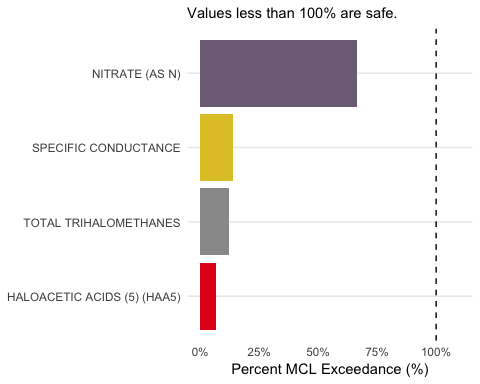 Values less than 100% are safe.
NITRATE (AS N)
SPECIFIC CONDUCTANCE
TOTAL TRIHALOMETHANES
HALOACETIC ACIDS (5) (HAA5)
0% 25% 50% 75% 100%
Percent MCL Exceedance (%)